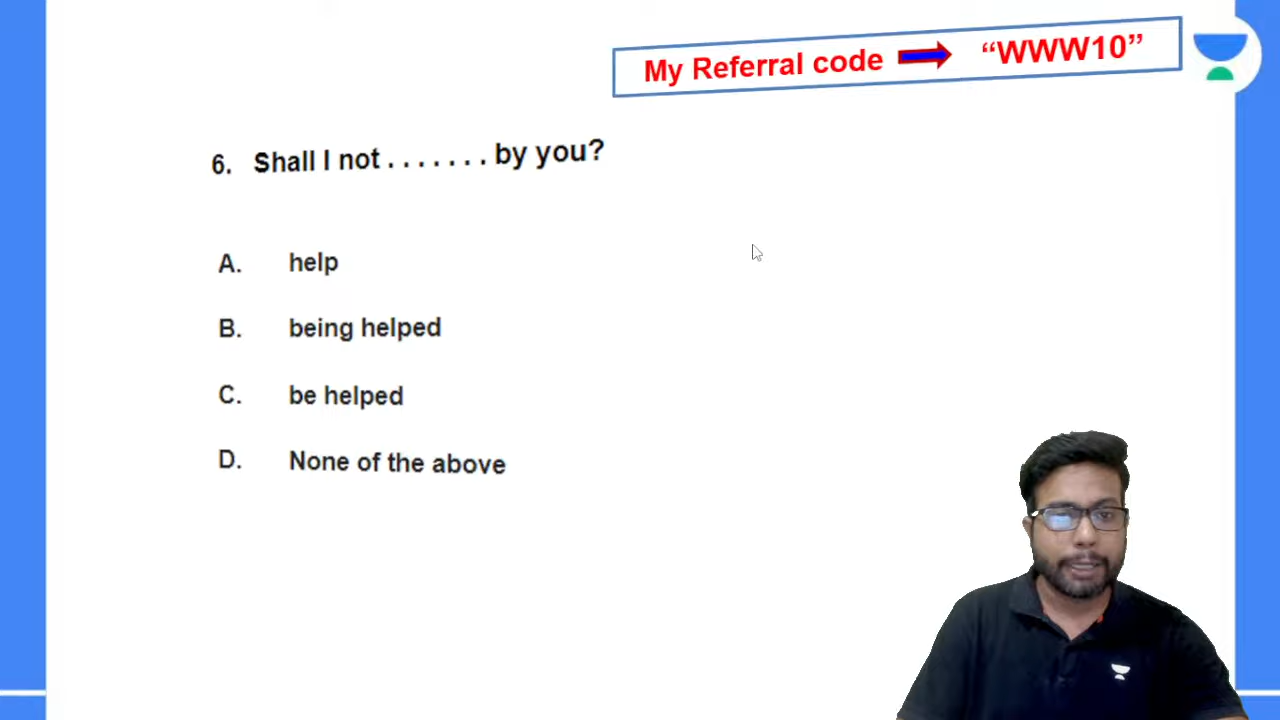 My Referral code “WWW10”
6. Shall I not . . . . . . . by you?
A. help
B. being helped
C. be helped
D. None of the above